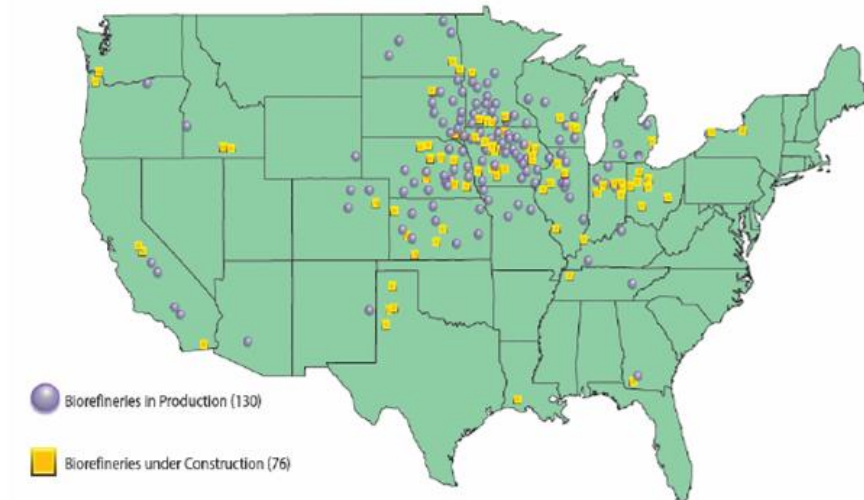 Biorefineries in Production (130)
Biorefineries under Construction (76)